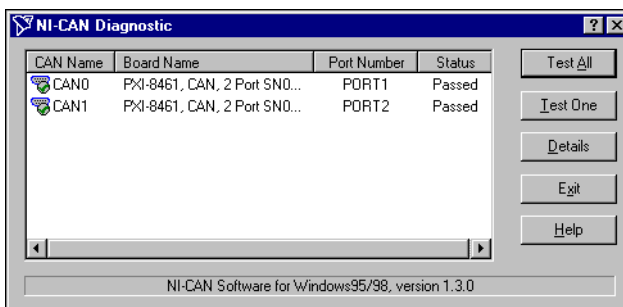 NI-CAN Diagnostic
CAN Name Board Name Port Number Status
CAN0 PXI-8461, CAN, 2 Port SN0... PORT1 Passed
CAN1 PXI-8461, CAN, 2 Port SN0... PORT2 Passed
Test All
Test One
Details
Exit
Help
NI-CAN Software for Windows95/98, version 1.3.0